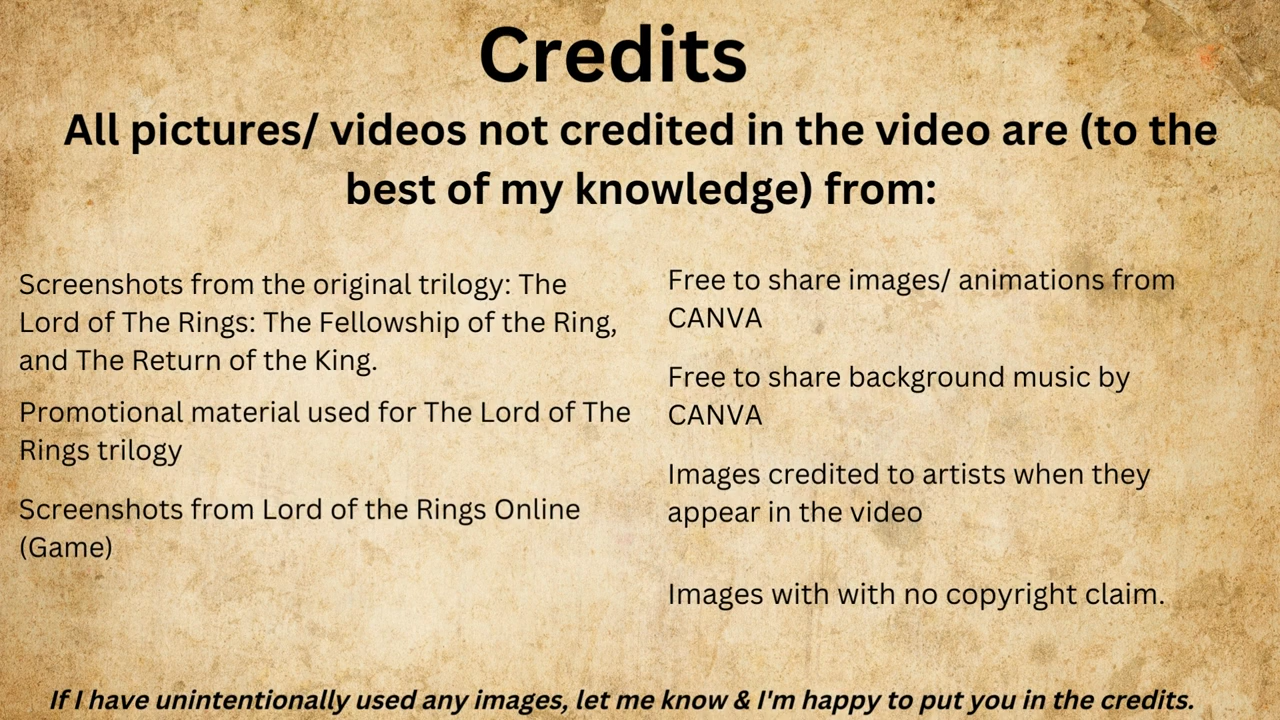 Credits
All pictures/ videos not credited in the video are (to the
best of my knowledge) from:
Screenshots from the original trilogy: The
Lord of The Rings: The Fellowship of the Ring,
and The Return of the King.
Promotional material used for The Lord of The
Rings trilogy
Screenshots from Lord of the Rings Online
(Game)
Free to share images/ animations from
CANVA
Free to share background music by
CANVA
Images credited to artists when they
appear in the video
Images with with no copyright claim.
If I have unintentionally used any images, let me know & I'm happy to put you in the credits.